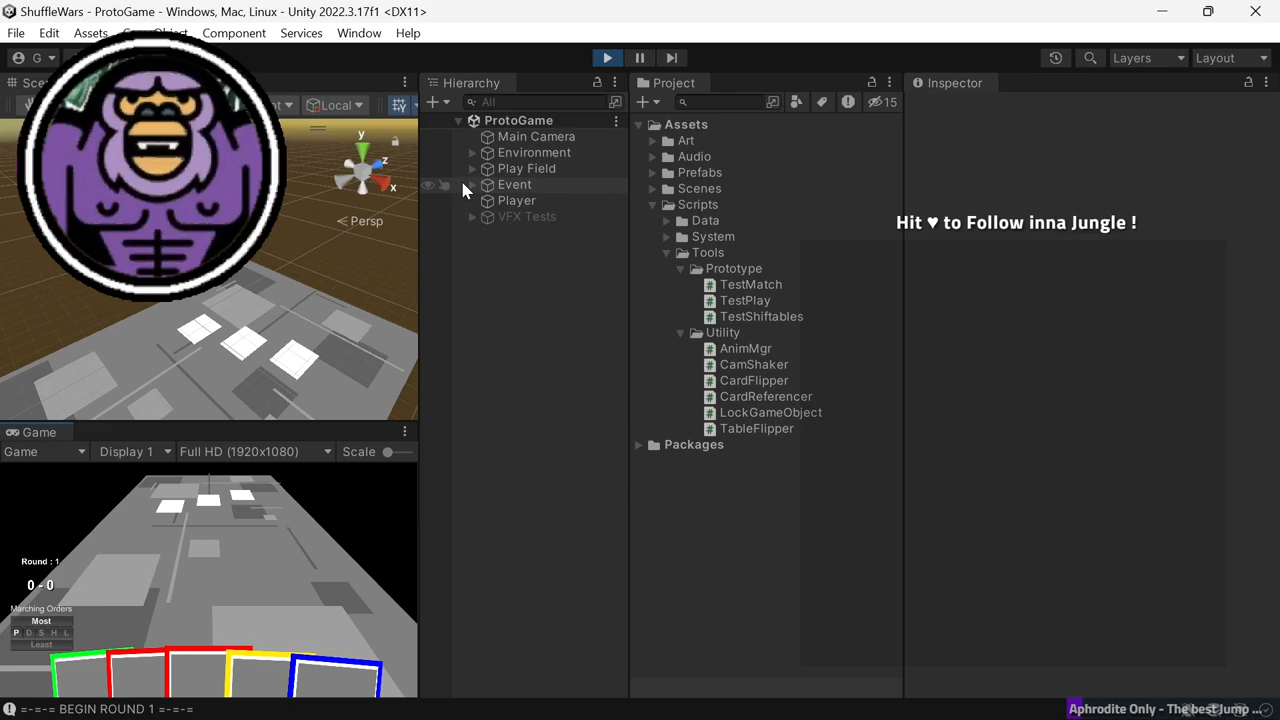 ShuffleWars - ProtoGame - Windows, Mac, Linux - Unity 2022.3.17f1 <DX11>
File Edit Assets GameObject Component Services Window Help
G Layers Layout
Local
Hierarchy
All
ProtoGame
Main Camera
Environment
Play Field
Event
Player
VFX Tests
Project
15
Assets
Art
Audio
Prefabs
Scenes
Scripts
Data
System
Tools
Prototype
TestMatch
TestPlay
TestShiftables
Utility
AnimMgr
CamShaker
CardFlipper
CardReferencer
LockGameObject
TableFlipper
Packages
Inspector
Hit ♥ to Follow inna Jungle !
y
z
x
< Persp
Game
Game Display 1 Full HD (1920x1080) Scale
Round : 1
0 - 0
Marching Orders
Most
P D S H L
Least
=-=-= BEGIN ROUND 1 =-=-=
Aphrodite Only - The best Jump ...